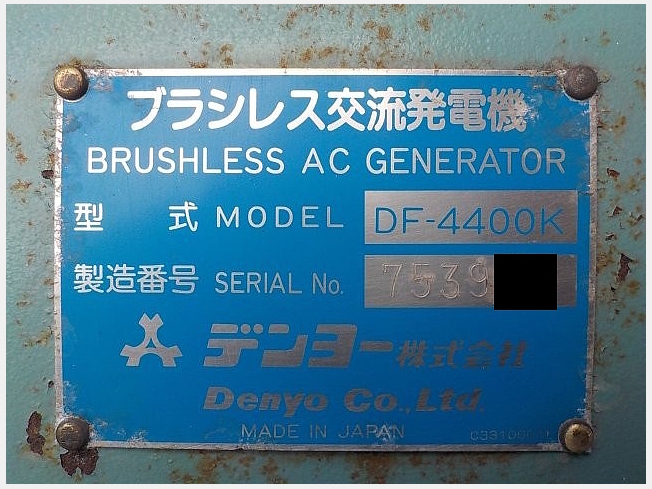 ブラシレス交流発電機
BRUSHLESS AC GENERATOR
型 式 MODEL DF-4400K
製造番号 SERIAL No. 7539
デンヨー株式会社
Denyo Co.,Ltd.
MADE IN JAPAN